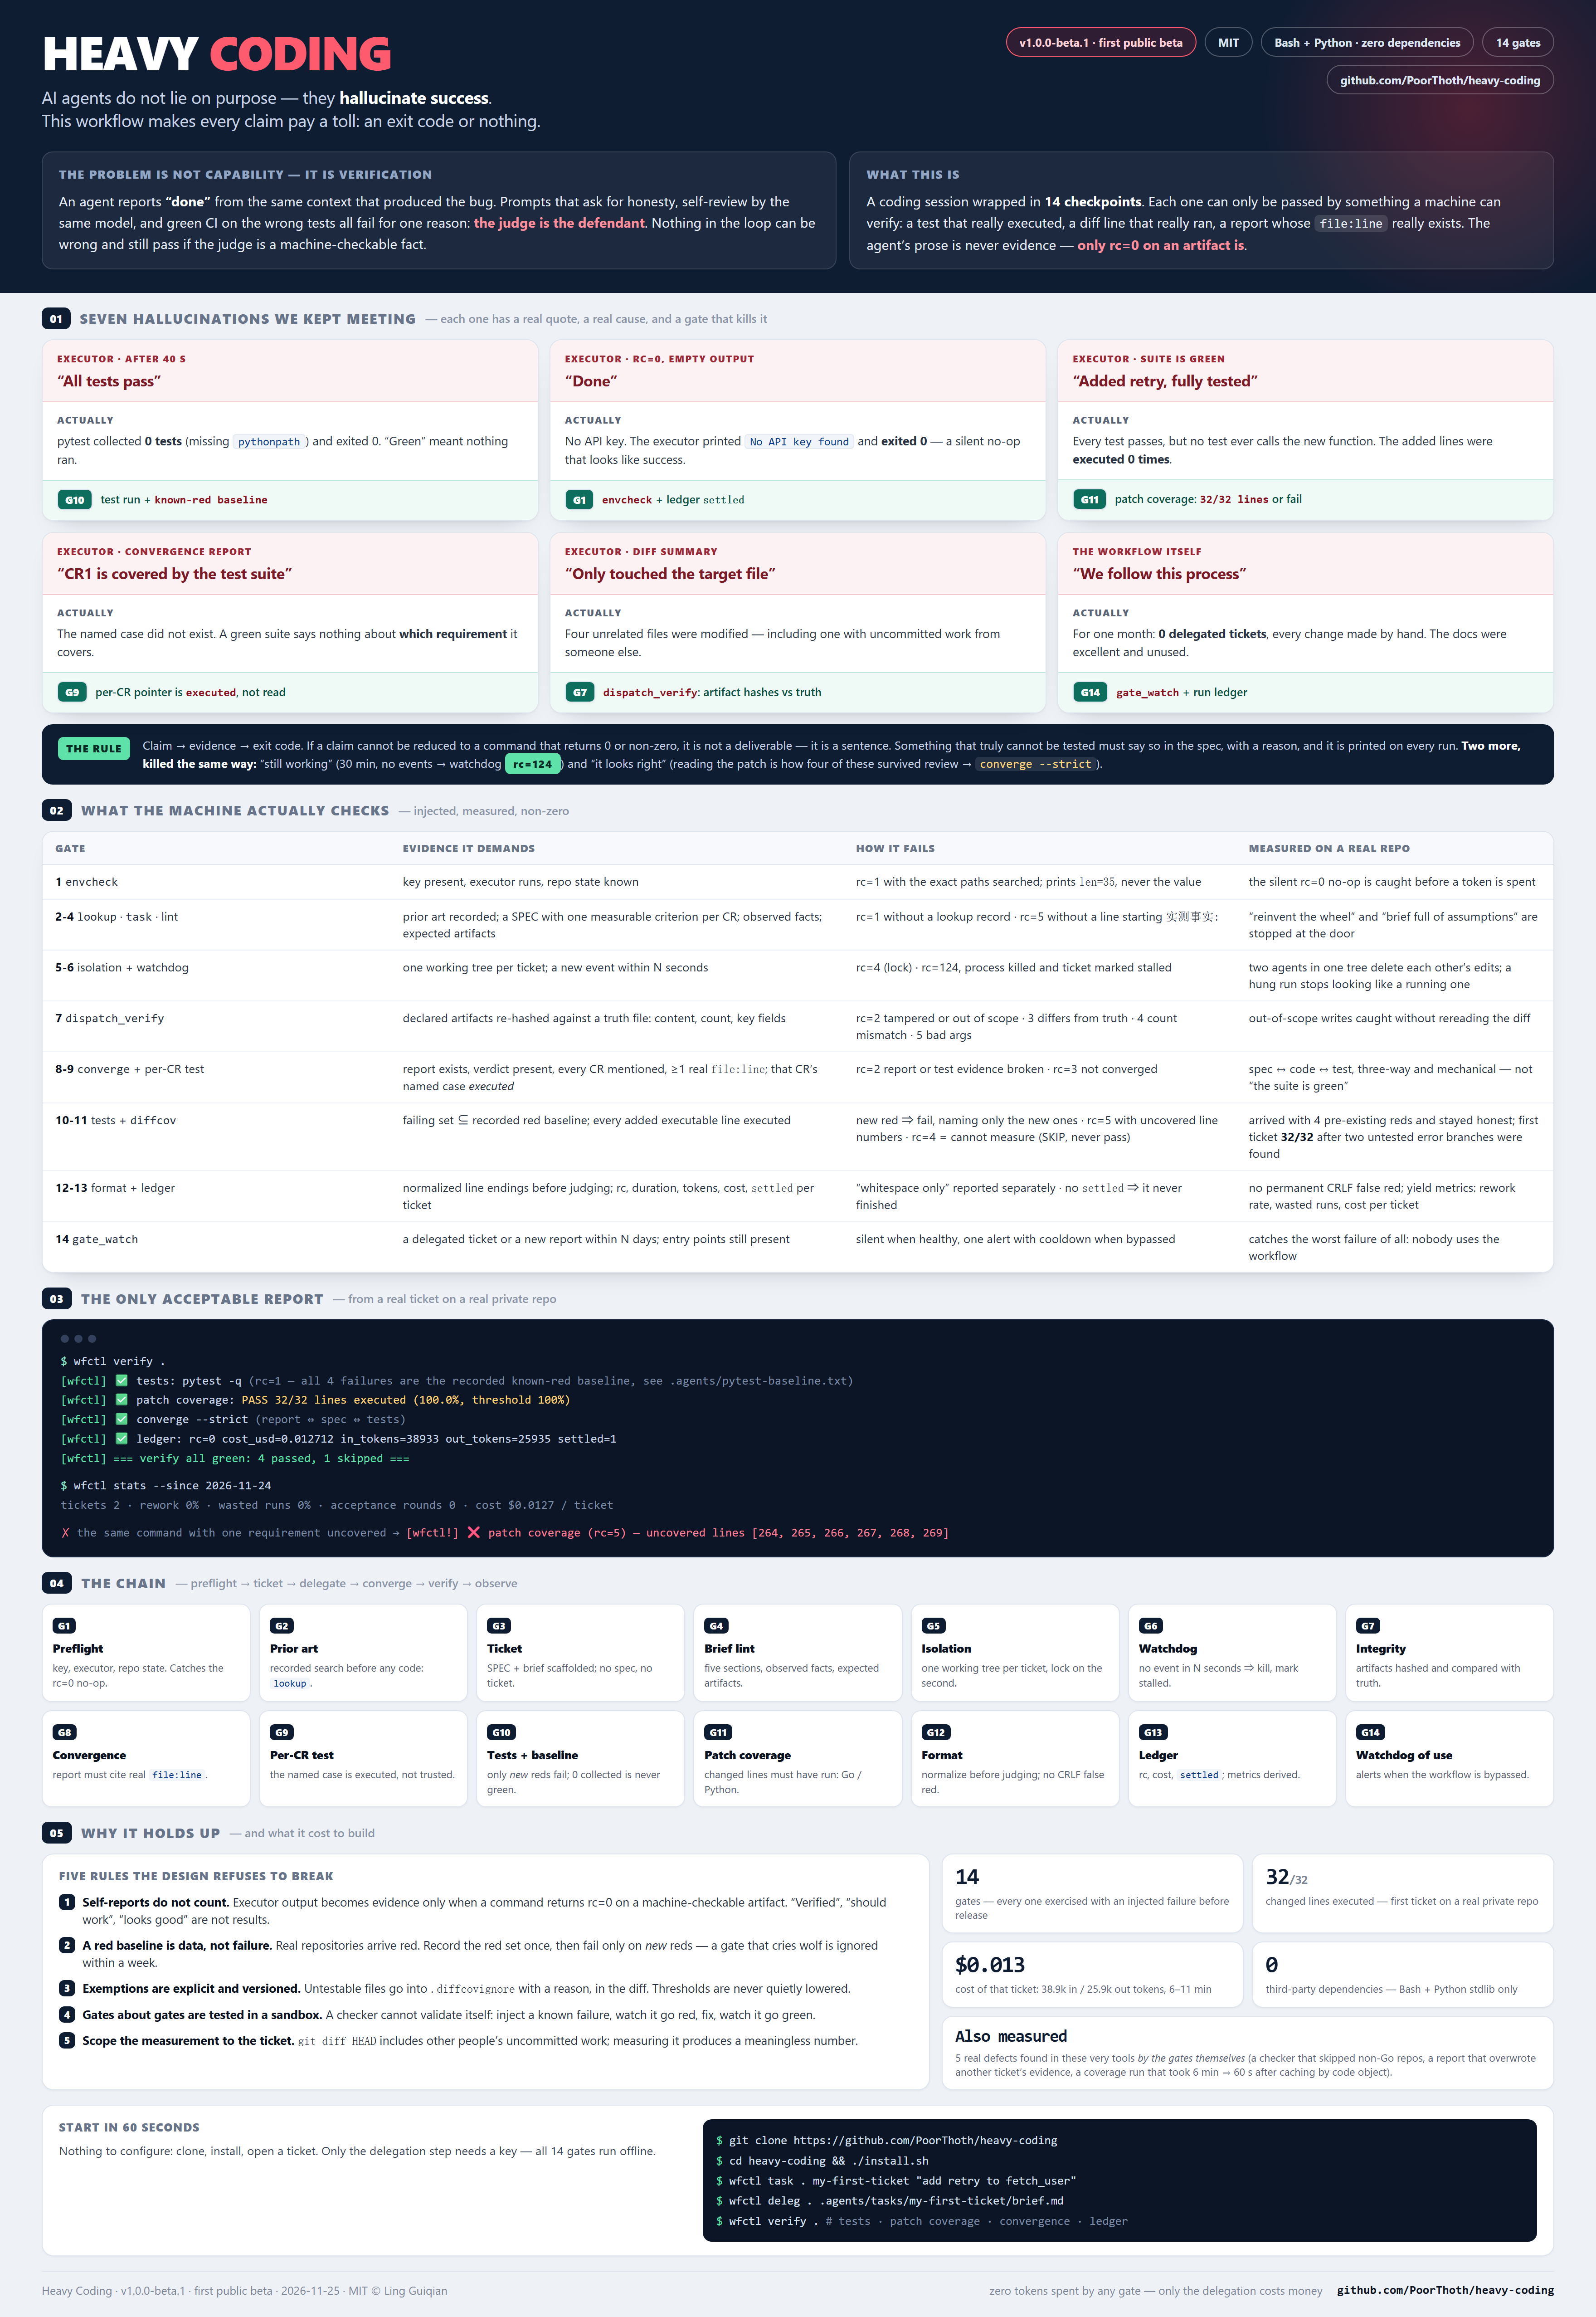 HEAVY CODING
AI agents do not lie on purpose — they hallucinate success.
This workflow makes every claim pay a toll: an exit code or nothing.
v1.0.0-beta.1 · first public beta
MIT
Bash + Python · zero dependencies
14 gates
github.com/PoorThoth/heavy-coding
THE PROBLEM IS NOT CAPABILITY — IT IS VERIFICATION
An agent reports “done” from the same context that produced the bug. Prompts that ask for honesty, self-review by the
same model, and green CI on the wrong tests all fail for one reason: the judge is the defendant. Nothing in the loop can be
wrong and still pass if the judge is a machine-checkable fact.
WHAT THIS IS
A coding session wrapped in 14 checkpoints. Each one can only be passed by something a machine can
verify: a test that really executed, a diff line that really ran, a report whose file:line really exists. The
agent’s prose is never evidence — only rc=0 on an artifact is.
01 SEVEN HALLUCINATIONS WE KEPT MEETING — each one has a real quote, a real cause, and a gate that kills it
EXECUTOR · AFTER 40 S
“All tests pass”
ACTUALLY
pytest collected 0 tests (missing pythonpath) and exited 0. “Green” meant nothing
ran.
G10 test run + known-red baseline
EXECUTOR · RC=0, EMPTY OUTPUT
“Done”
ACTUALLY
No API key. The executor printed No API key found and exited 0 — a silent no-op
that looks like success.
G1 envcheck + ledger settled
EXECUTOR · SUITE IS GREEN
“Added retry, fully tested”
ACTUALLY
Every test passes, but no test ever calls the new function. The added lines were
executed 0 times.
G11 patch coverage: 32/32 lines or fail
EXECUTOR · CONVERGENCE REPORT
“CR1 is covered by the test suite”
ACTUALLY
The named case did not exist. A green suite says nothing about which requirement it
covers.
G9 per-CR pointer is executed, not read
EXECUTOR · DIFF SUMMARY
“Only touched the target file”
ACTUALLY
Four unrelated files were modified — including one with uncommitted work from
someone else.
G7 dispatch_verify: artifact hashes vs truth
THE WORKFLOW ITSELF
“We follow this process”
ACTUALLY
For one month: 0 delegated tickets, every change made by hand. The docs were
excellent and unused.
G14 gate_watch + run ledger
THE RULE
Claim → evidence → exit code. If a claim cannot be reduced to a command that returns 0 or non-zero, it is not a deliverable — it is a sentence. Something that truly cannot be tested must say so in the spec, with a reason, and it is printed on every run. Two more,
killed the same way: “still working” (30 min, no events → watchdog rc=124) and “it looks right” (reading the patch is how four of these survived review → converge --strict).
02 WHAT THE MACHINE ACTUALLY CHECKS — injected, measured, non-zero
GATE EVIDENCE IT DEMANDS HOW IT FAILS MEASURED ON A REAL REPO
1 envcheck
key present, executor runs, repo state known
rc=1 with the exact paths searched; prints len=35, never the value
the silent rc=0 no-op is caught before a token is spent
2-4 lookup · task · lint
prior art recorded; a SPEC with one measurable criterion per CR; observed facts;
expected artifacts
rc=1 without a lookup record · rc=5 without a line starting 实测事实:
“reinvent the wheel” and “brief full of assumptions” are
stopped at the door
5-6 isolation + watchdog
one working tree per ticket; a new event within N seconds
rc=4 (lock) · rc=124, process killed and ticket marked stalled
two agents in one tree delete each other’s edits; a
hung run stops looking like a running one
7 dispatch_verify
declared artifacts re-hashed against a truth file: content, count, key fields
rc=2 tampered or out of scope · 3 differs from truth · 4 count
mismatch · 5 bad args
out-of-scope writes caught without rereading the diff
8-9 converge + per-CR test
report exists, verdict present, every CR mentioned, ≥1 real file:line; that CR’s
named case executed
rc=2 report or test evidence broken · rc=3 not converged
spec ↔ code ↔ test, three-way and mechanical — not
“the suite is green”
10-11 tests + diffcov
failing set ⊆ recorded red baseline; every added executable line executed
new red ⇒ fail, naming only the new ones · rc=5 with uncovered line
numbers · rc=4 = cannot measure (SKIP, never pass)
arrived with 4 pre-existing reds and stayed honest; first
ticket 32/32 after two untested error branches were
found
12-13 format + ledger
normalized line endings before judging; rc, duration, tokens, cost, settled per
ticket
“whitespace only” reported separately · no settled ⇒ it never
finished
no permanent CRLF false red; yield metrics: rework
rate, wasted runs, cost per ticket
14 gate_watch
a delegated ticket or a new report within N days; entry points still present
silent when healthy, one alert with cooldown when bypassed
catches the worst failure of all: nobody uses the
workflow
03 THE ONLY ACCEPTABLE REPORT — from a real ticket on a real private repo
$ wfctl verify .
[wfctl] ✅ tests: pytest -q (rc=1 — all 4 failures are the recorded known-red baseline, see .agents/pytest-baseline.txt)
[wfctl] ✅ patch coverage: PASS 32/32 lines executed (100.0%, threshold 100%)
[wfctl] ✅ converge --strict (report ↔ spec ↔ tests)
[wfctl] ✅ ledger: rc=0 cost_usd=0.012712 in_tokens=38933 out_tokens=25935 settled=1
[wfctl] === verify all green: 4 passed, 1 skipped ===
$ wfctl stats --since 2026-11-24
tickets 2 · rework 0% · wasted runs 0% · acceptance rounds 0 · cost $0.0127 / ticket
✗ the same command with one requirement uncovered → [wfctl!] ❌ patch coverage (rc=5) — uncovered lines [264, 265, 266, 267, 268, 269]
04 THE CHAIN — preflight → ticket → delegate → converge → verify → observe
G1
Preflight
key, executor, repo state. Catches the
rc=0 no-op.
G2
Prior art
recorded search before any code:
lookup.
G3
Ticket
SPEC + brief scaffolded; no spec, no
ticket.
G4
Brief lint
five sections, observed facts, expected
artifacts.
G5
Isolation
one working tree per ticket, lock on the
second.
G6
Watchdog
no event in N seconds ⇒ kill, mark
stalled.
G7
Integrity
artifacts hashed and compared with
truth.
G8
Convergence
report must cite real file:line.
G9
Per-CR test
the named case is executed, not trusted.
G10
Tests + baseline
only new reds fail; 0 collected is never
green.
G11
Patch coverage
changed lines must have run: Go /
Python.
G12
Format
normalize before judging; no CRLF false
red.
G13
Ledger
rc, cost, settled; metrics derived.
G14
Watchdog of use
alerts when the workflow is bypassed.
05 WHY IT HOLDS UP — and what it cost to build
FIVE RULES THE DESIGN REFUSES TO BREAK
1 Self-reports do not count. Executor output becomes evidence only when a command returns rc=0 on a machine-checkable artifact. “Verified”, “should
work”, “looks good” are not results.
2 A red baseline is data, not failure. Real repositories arrive red. Record the red set once, then fail only on new reds — a gate that cries wolf is ignored
within a week.
3 Exemptions are explicit and versioned. Untestable files go into .diffcovignore with a reason, in the diff. Thresholds are never quietly lowered.
4 Gates about gates are tested in a sandbox. A checker cannot validate itself: inject a known failure, watch it go red, fix, watch it go green.
5 Scope the measurement to the ticket. git diff HEAD includes other people’s uncommitted work; measuring it produces a meaningless number.
14
gates — every one exercised with an injected failure before
release
32/32
changed lines executed — first ticket on a real private repo
$0.013
cost of that ticket: 38.9k in / 25.9k out tokens, 6–11 min
0
third-party dependencies — Bash + Python stdlib only
Also measured
5 real defects found in these very tools by the gates themselves (a checker that skipped non-Go repos, a report that overwrote
another ticket’s evidence, a coverage run that took 6 min → 60 s after caching by code object).
START IN 60 SECONDS
Nothing to configure: clone, install, open a ticket. Only the delegation step needs a key — all 14 gates run offline.
$ git clone https://github.com/PoorThoth/heavy-coding
$ cd heavy-coding && ./install.sh
$ wfctl task . my-first-ticket "add retry to fetch_user"
$ wfctl deleg . .agents/tasks/my-first-ticket/brief.md
$ wfctl verify . # tests · patch coverage · convergence · ledger
Heavy Coding · v1.0.0-beta.1 · first public beta · 2026-11-25 · MIT © Ling Guiqian
zero tokens spent by any gate — only the delegation costs money github.com/PoorThoth/heavy-coding